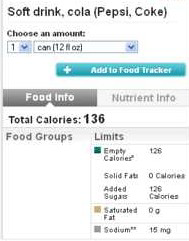 Soft drink, cola (Pepsi, Coke)
Choose an amount:
1 can (12 fl oz)
+ Add to Food Tracker
Food Info Nutrient Info
Total Calories: 136
Food Groups Limits
Empty Calories* 126
Solid Fats 0 Calories
Added Sugars 126 Calories
Saturated Fat 0 g
Sodium** 15 mg